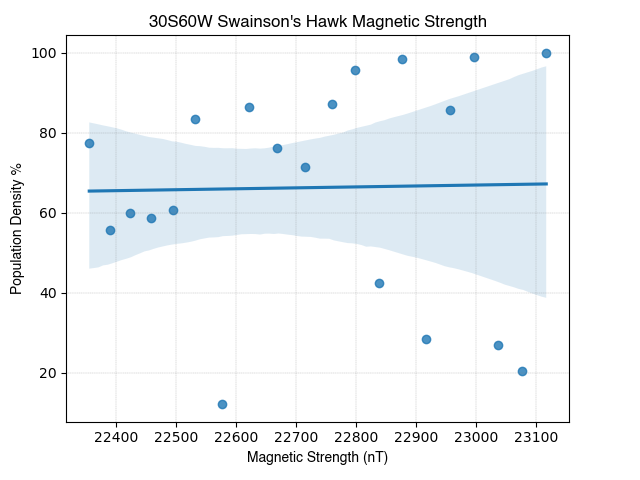 30S60W Swainson's Hawk Magnetic Strength
100
80
60
40
20
Population Density %
22400 22500 22600 22700 22800 22900 23000 23100
Magnetic Strength (nT)